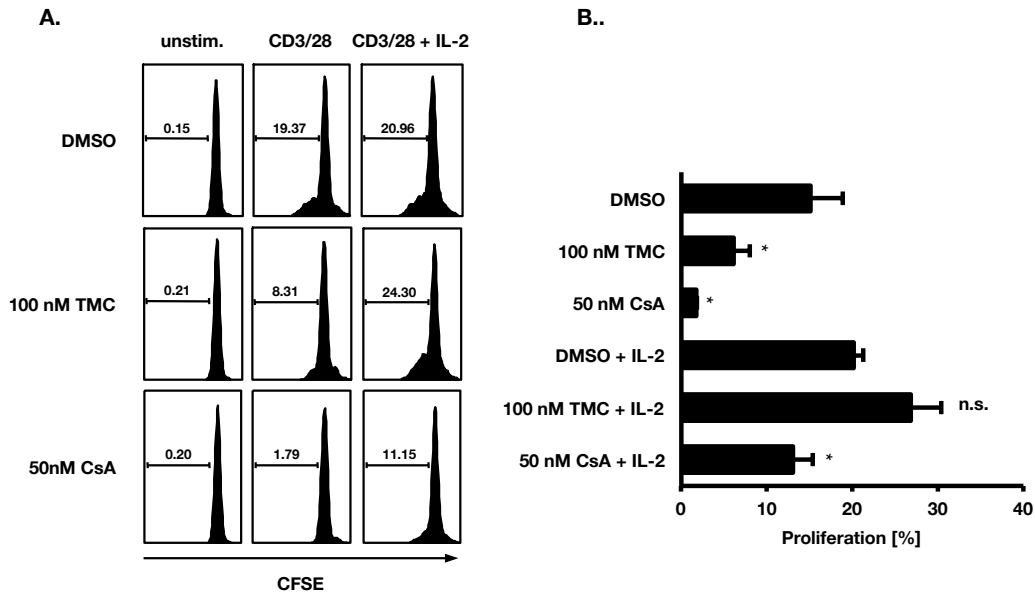 A.
unstim. CD3/28 CD3/28 + IL-2
DMSO
0.15 19.37 20.96
100 nM TMC
0.21 8.31 24.30
50nM CsA
0.20 1.79 11.15
CFSE
B..
DMSO
100 nM TMC *
50 nM CsA *
DMSO + IL-2
100 nM TMC + IL-2 n.s.
50 nM CsA + IL-2 *
0 10 20 30 40
Proliferation [%]